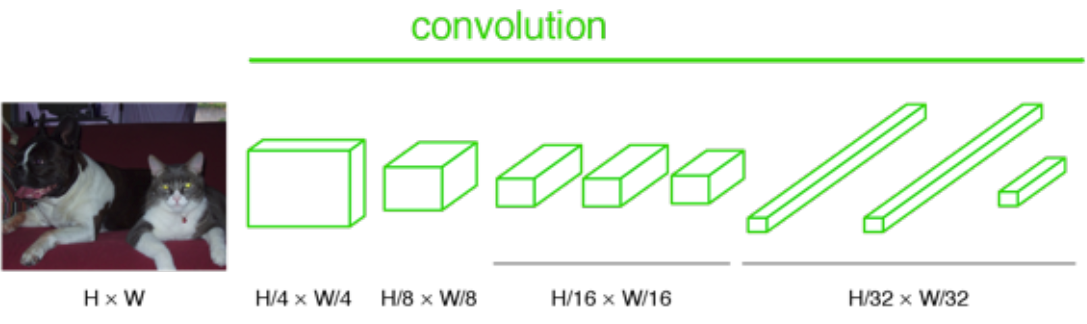 convolution
H × W
H/4 × W/4
H/8 × W/8
H/16 × W/16
H/32 × W/32